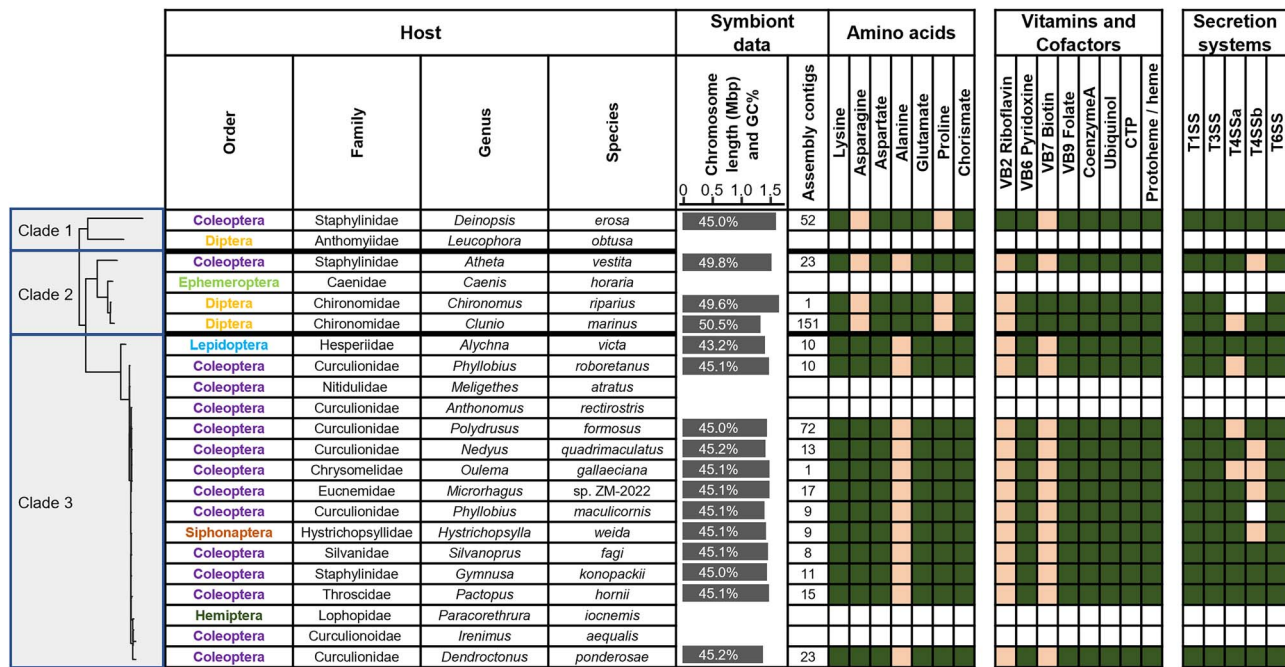 Host
Symbiont data
Amino acids
Vitamins and Cofactors
Secretion systems
Order
Family
Genus
Species
Chromosome length (Mbp) and GC%
0 0.5 1.0 1.5
Assembly contigs
Lysine
Asparagine
Aspartate
Alanine
Glutamate
Proline
Chorismate
VB2 Riboflavin
VB6 Pyridoxine
VB7 Biotin
VB9 Folate
CoenzymeA
Ubiquinol
CTP
Protoheme / heme
T1SS
T3SS
T4SSa
T4SSb
T6SS
Clade 1
Coleoptera Staphylinidae Deinopsis erosa 45.0% 52
Diptera Anthomyiidae Leucophora obtusa
Clade 2
Coleoptera Staphylinidae Atheta vestita 49.8% 23
Ephemeroptera Caenidae Caenis horaria
Diptera Chironomidae Chironomus riparius 49.6% 1
Diptera Chironomidae Clunio marinus 50.5% 151
Clade 3
Lepidoptera Hesperiidae Alychna victa 43.2% 10
Coleoptera Curculionidae Phyllobius roboretanus 45.1% 10
Coleoptera Nitidulidae Meligethes atratus
Coleoptera Curculionidae Anthonomus rectirostris
Coleoptera Curculionidae Polydrusus formosus 45.0% 72
Coleoptera Curculionidae Nedyus quadrimaculatus 45.2% 13
Coleoptera Chrysomelidae Oulema gallaeciana 45.1% 1
Coleoptera Eucnemidae Microrhagus sp. ZM-2022 45.1% 17
Coleoptera Curculionidae Phyllobius maculicornis 45.1% 9
Siphonaptera Hystrichopsyllidae Hystrichopsylla weida 45.1% 9
Coleoptera Silvanidae Silvanoprus fagi 45.1% 8
Coleoptera Staphylinidae Gymnusa konopackii 45.0% 11
Coleoptera Throscidae Pactopus hornii 45.1% 15
Hemiptera Lophopidae Paracorethrura iocnemis
Coleoptera Curculionoidae Irenimus aequalis
Coleoptera Curculionidae Dendroctonus ponderosae 45.2% 23